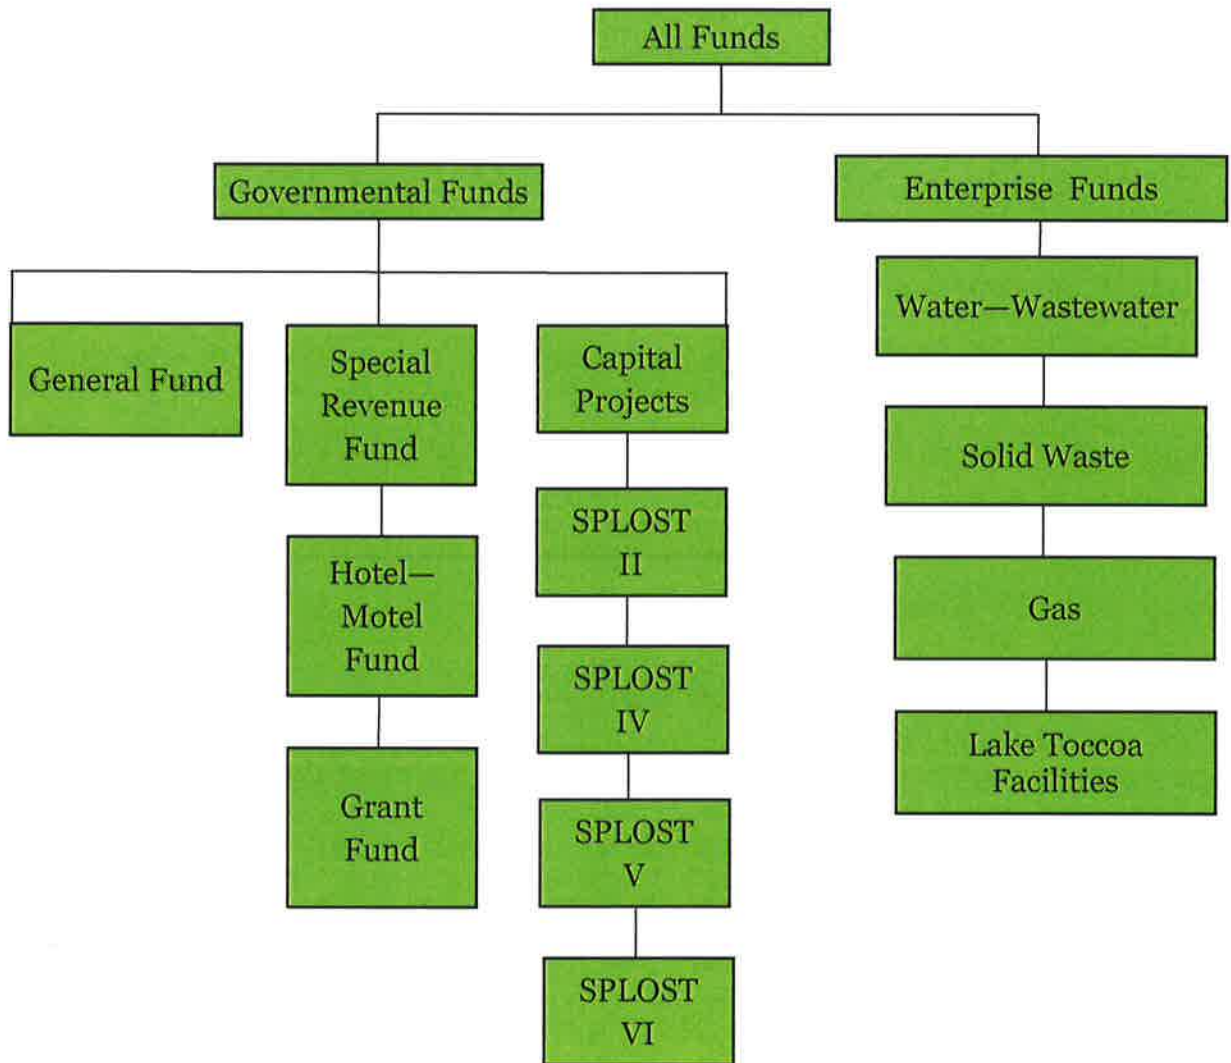 All Funds
Governmental Funds
Enterprise Funds
General Fund
Special
Revenue
Fund
Hotel—
Motel
Fund
Grant
Fund
Capital
Projects
SPLOST
II
SPLOST
IV
SPLOST
V
SPLOST
VI
Water—Wastewater
Solid Waste
Gas
Lake Toccoa
Facilities